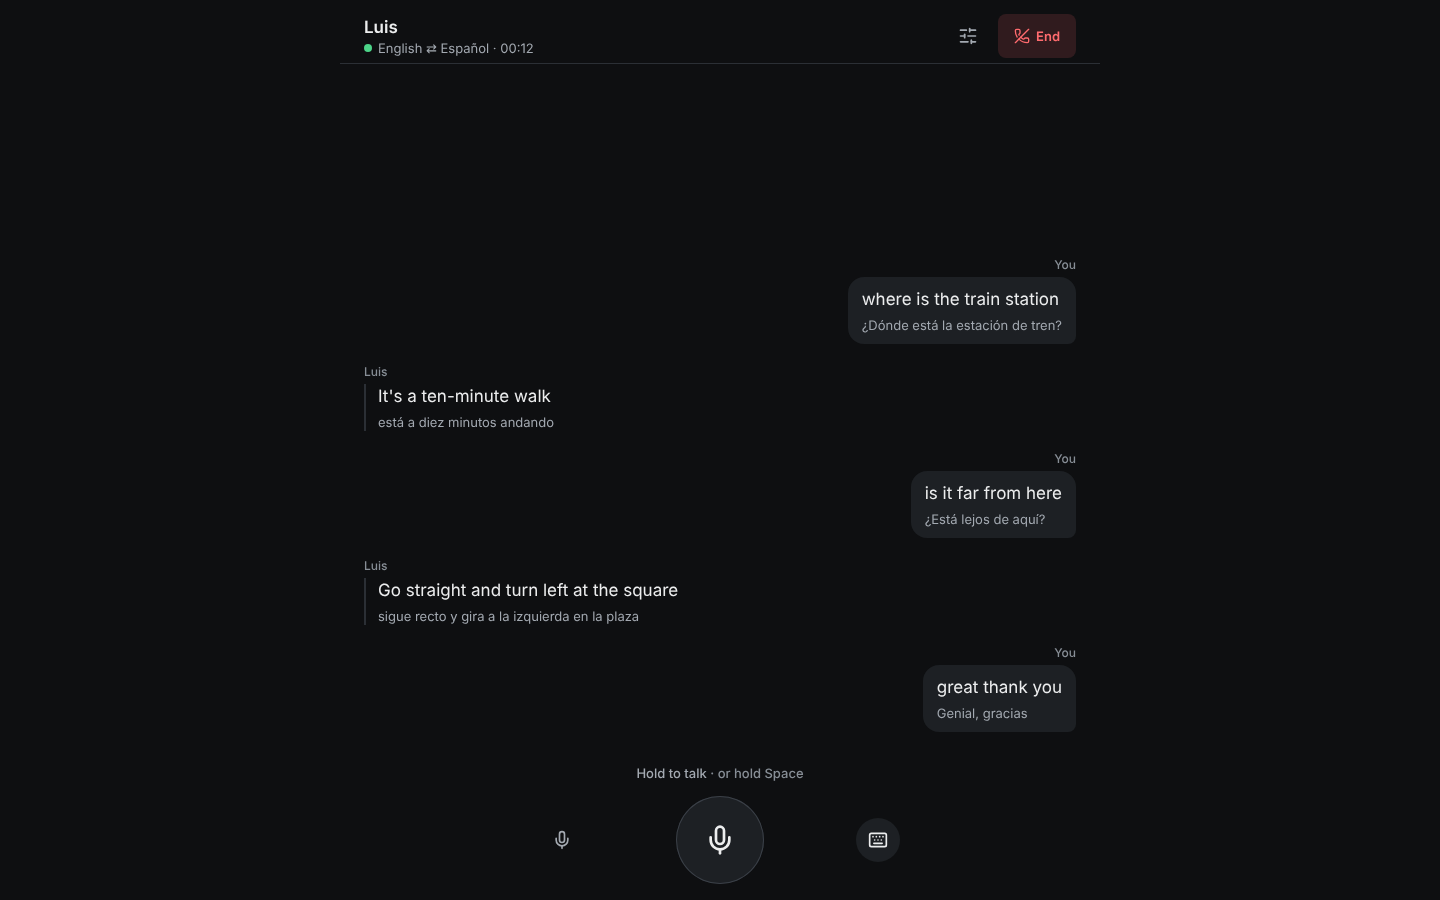 Luis
English ⇄ Español · 00:12
End
You
where is the train station
¿Dónde está la estación de tren?
Luis
It's a ten-minute walk
está a diez minutos andando
You
is it far from here
¿Está lejos de aquí?
Luis
Go straight and turn left at the square
sigue recto y gira a la izquierda en la plaza
You
great thank you
Genial, gracias
Hold to talk · or hold Space